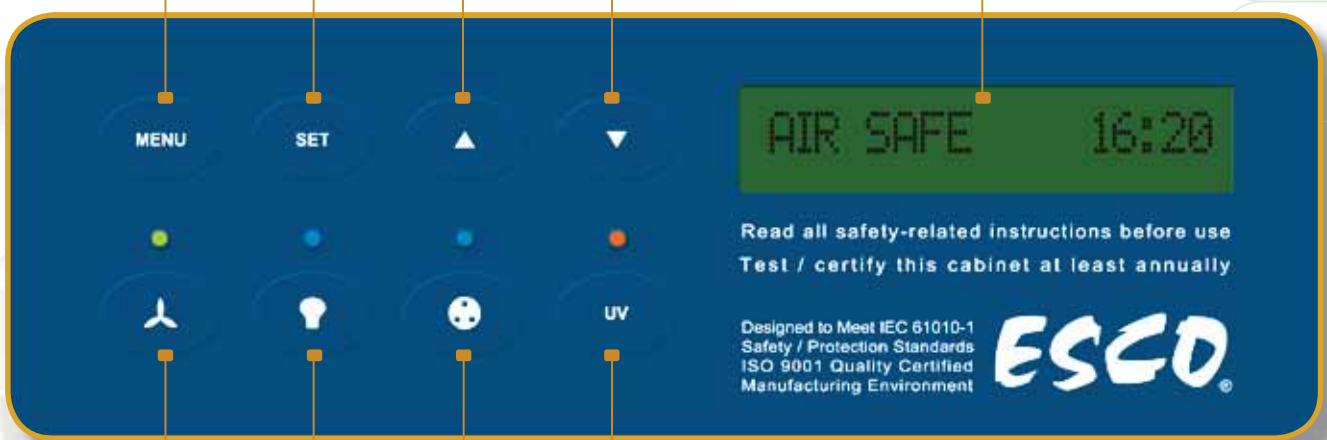 MENU
SET
▲
▼
AIR SAFE 16:20
Read all safety-related instructions before use
Test / certify this cabinet at least annually
UV
Designed to Meet IEC 61010-1
Safety / Protection Standards
ISO 9001 Quality Certified
Manufacturing Environment
ESCO®